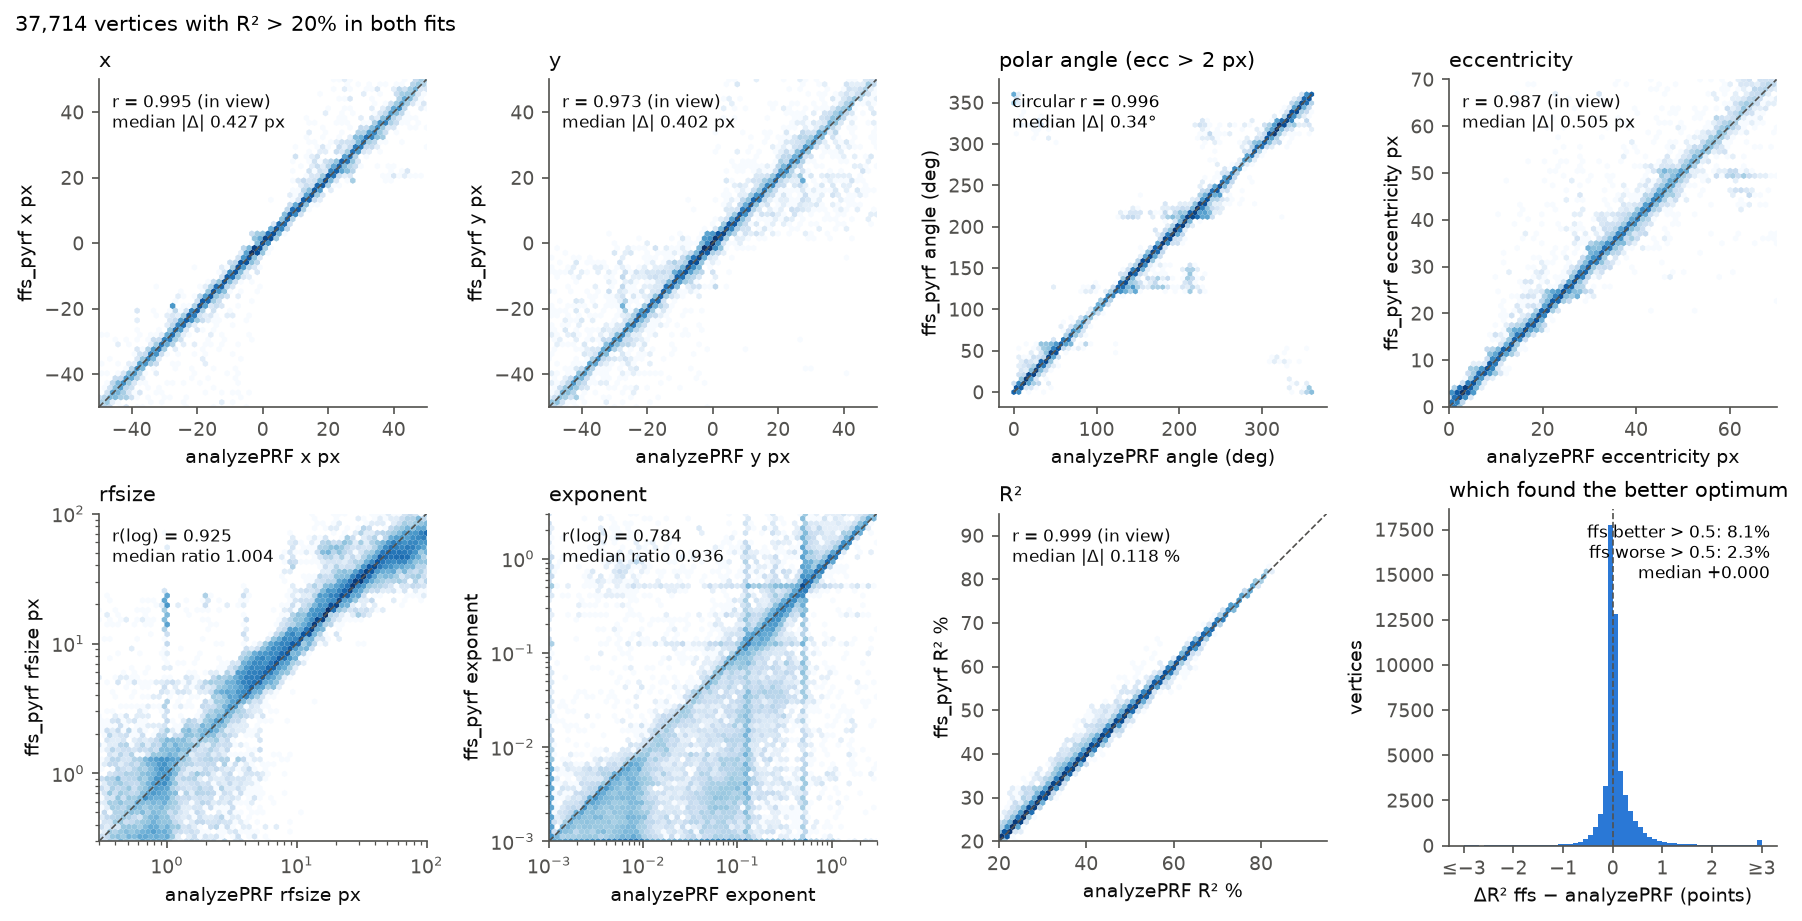 37,714 vertices with R² > 20% in both fits
x
r = 0.995 (in view)
median |Δ| 0.427 px
40
20
0
−20
−40
−40 −20 0 20 40
ffs_pyrf x px
analyzePRF x px
y
r = 0.973 (in view)
median |Δ| 0.402 px
40
20
0
−20
−40
−40 −20 0 20 40
ffs_pyrf y px
analyzePRF y px
polar angle (ecc > 2 px)
circular r = 0.996
median |Δ| 0.34°
350
300
250
200
150
100
50
0
0 100 200 300
ffs_pyrf angle (deg)
analyzePRF angle (deg)
eccentricity
r = 0.987 (in view)
median |Δ| 0.505 px
70
60
50
40
30
20
10
0
0 20 40 60
ffs_pyrf eccentricity px
analyzePRF eccentricity px
rfsize
r(log) = 0.925
median ratio 1.004
10²
10¹
10⁰
10⁰ 10¹ 10²
ffs_pyrf rfsize px
analyzePRF rfsize px
exponent
r(log) = 0.784
median ratio 0.936
10⁰
10⁻¹
10⁻²
10⁻³
10⁻³ 10⁻² 10⁻¹ 10⁰
ffs_pyrf exponent
analyzePRF exponent
R²
r = 0.999 (in view)
median |Δ| 0.118 %
90
80
70
60
50
40
30
20
20 40 60 80
ffs_pyrf R² %
analyzePRF R² %
which found the better optimum
ffs better > 0.5: 8.1%
ffs worse > 0.5: 2.3%
median +0.000
17500
15000
12500
10000
7500
5000
2500
0
≤−3 −2 −1 0 1 2 ≥3
vertices
ΔR² ffs − analyzePRF (points)